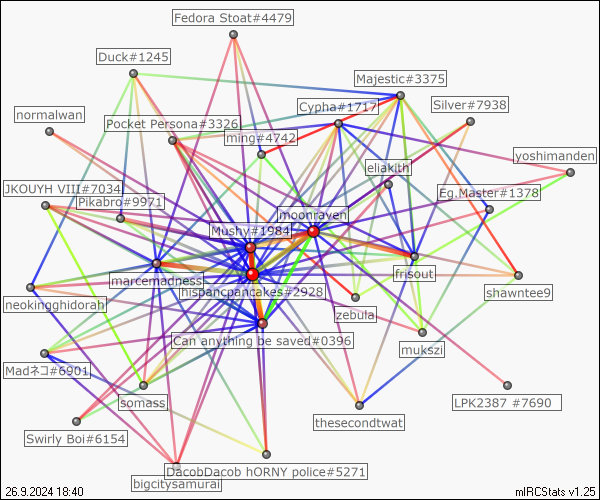 Fedora Stoat#4479
Duck#1245
Majestic#3375
Cypha#1717
Silver#7938
normalwan
Pocket Persona#3326
ming#4742
yoshimanden
eliakith
JKOUYH VIII#7034
Pikabro#9971
Eg.Master#1378
moonraven
Mushy#1984
marcemadness
frisout
hispancpancakes#2928
shawntee9
neokingghidorah
zebula
Can anything be saved#0396
mukszi
Madネコ#6901
somass
LPK2387 #7690
thesecondtwat
Swirly Boi#6154
DacobDacob hORNY police#5271
bigcitysamurai
26.9.2024 18:40
mIRCStats v1.25